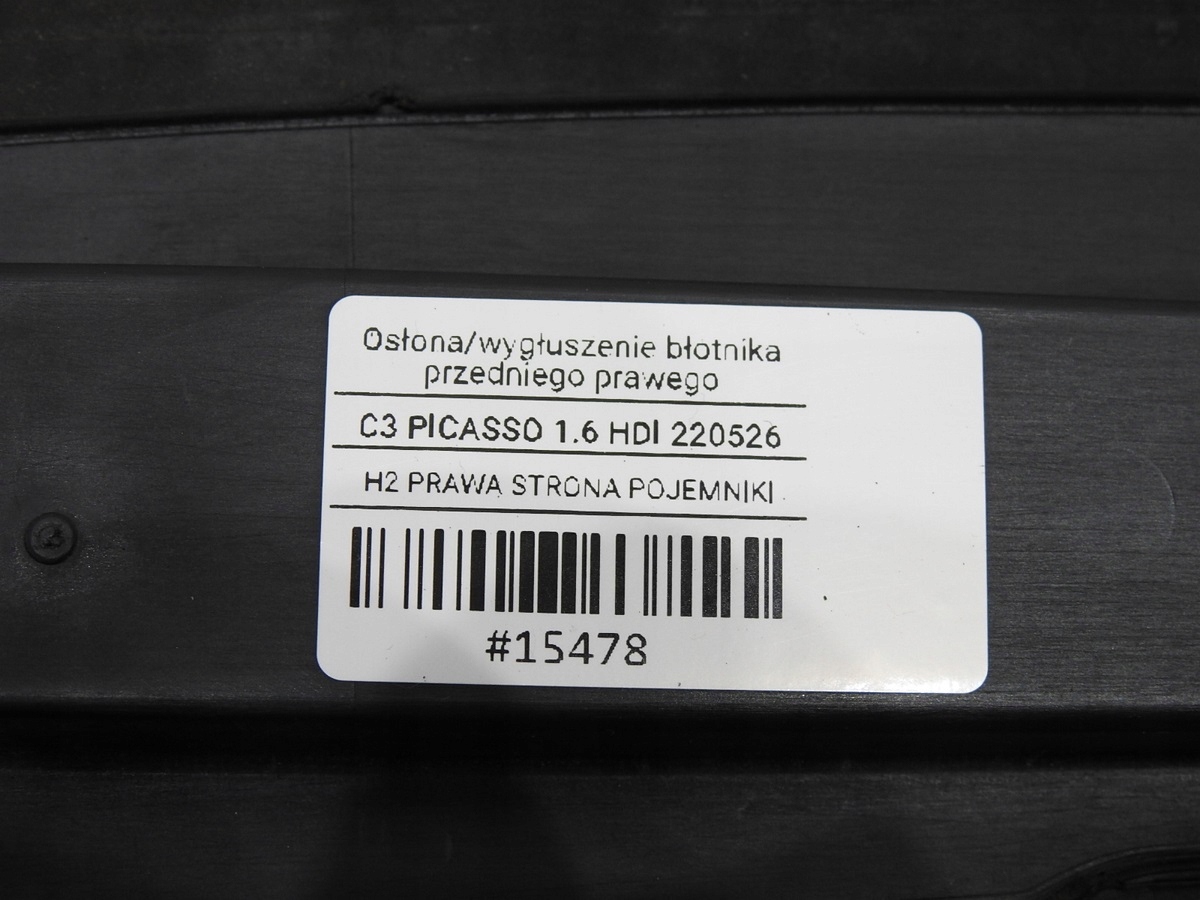 Osłona/wygłuszenie błotnika
przedniego prawego
C3 PICASSO 1.6 HDI 220526
H2 PRAWA STRONA POJEMNIKI
#15478